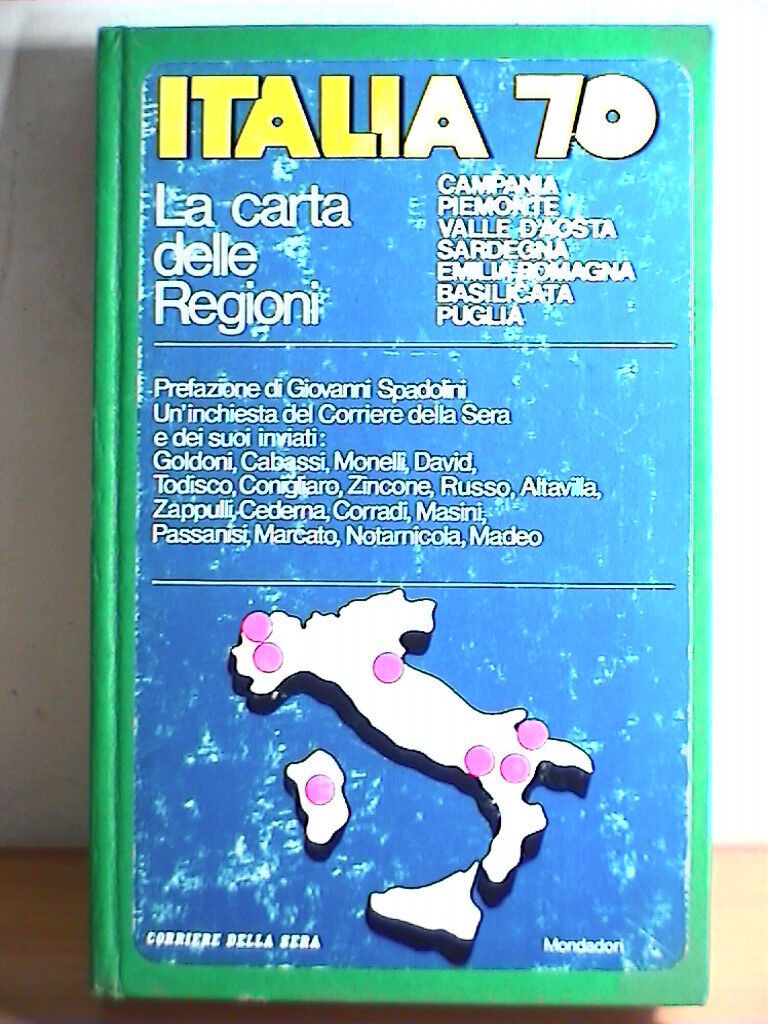 ITALIA 70
La carta
delle
Regioni
CAMPANIA
PIEMONTE
VALLE D'AOSTA
SARDEGNA
EMILIA-ROMAGNA
BASILICATA
PUGLIA
Prefazione di Giovanni Spadolini
Un'inchiesta del Corriere della Sera
e dei suoi inviati:
Goldoni, Cabassi, Monelli, David,
Todisco, Conigliaro, Zincone, Russo, Altavilla,
Zappulli, Cederna, Corradi, Masini,
Passanisi, Marcato, Notarnicola, Madeo
CORRIERE DELLA SERA
Mondadori